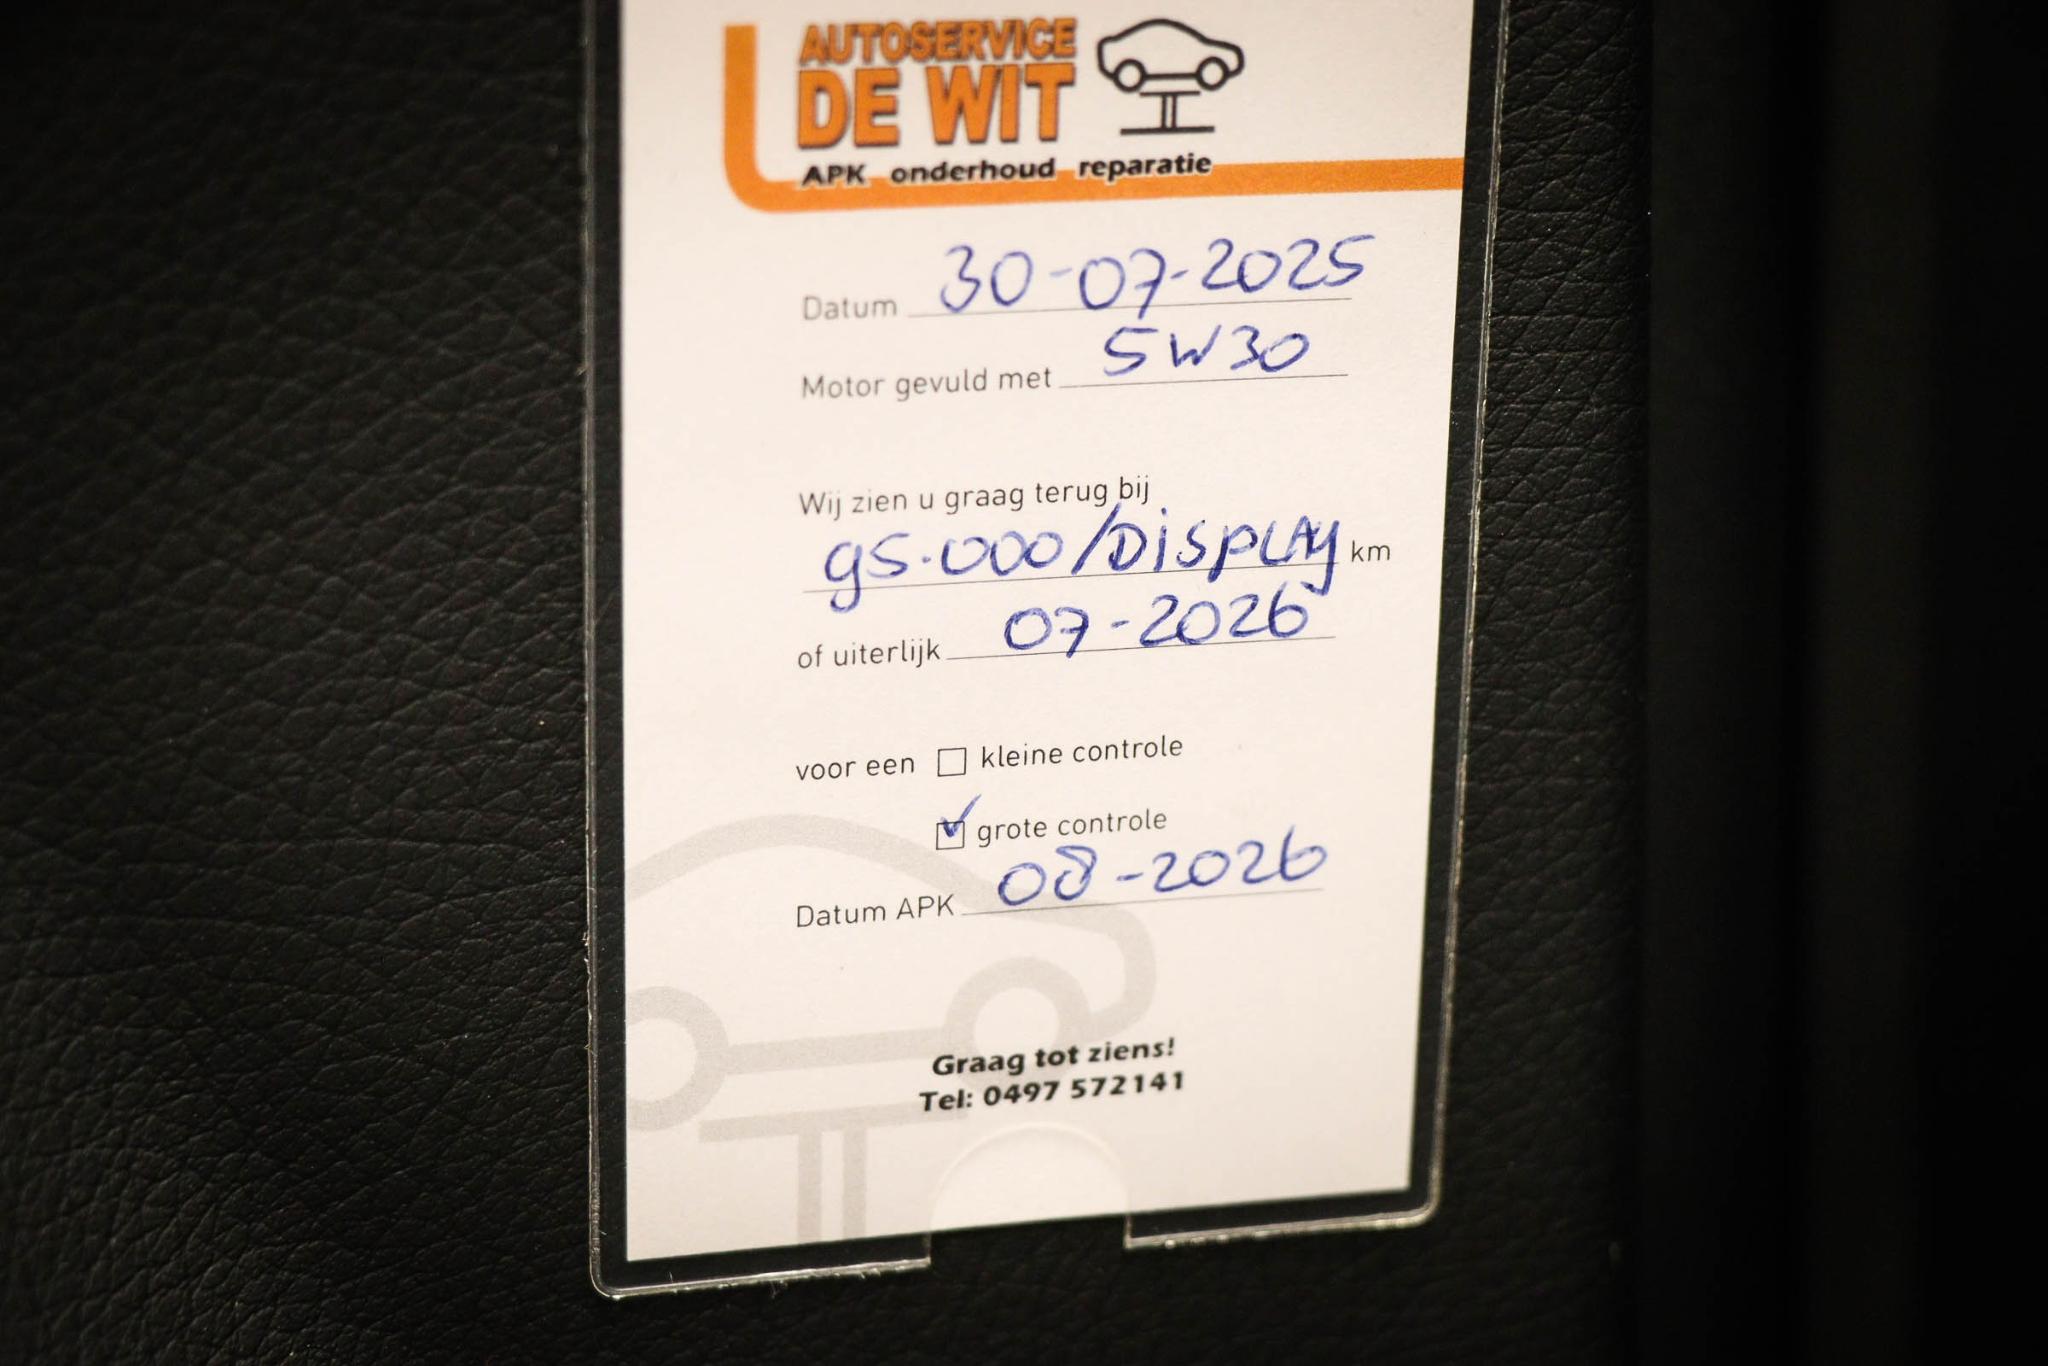 AUTOSERVICE
DE WIT
APK onderhoud reparatie
Datum 30-07-2025
Motor gevuld met 5W30
Wij zien u graag terug bij
95.000/DISPLAY km
of uiterlijk 07-2026
voor een kleine controle
grote controle
Datum APK 08-2026
Graag tot ziens!
Tel: 0497 572141